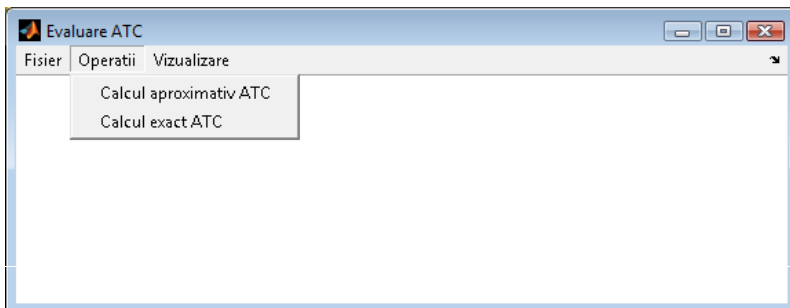 Evaluare ATC
Fisier Operatii Vizualizare
Calcul aproximativ ATC
Calcul exact ATC